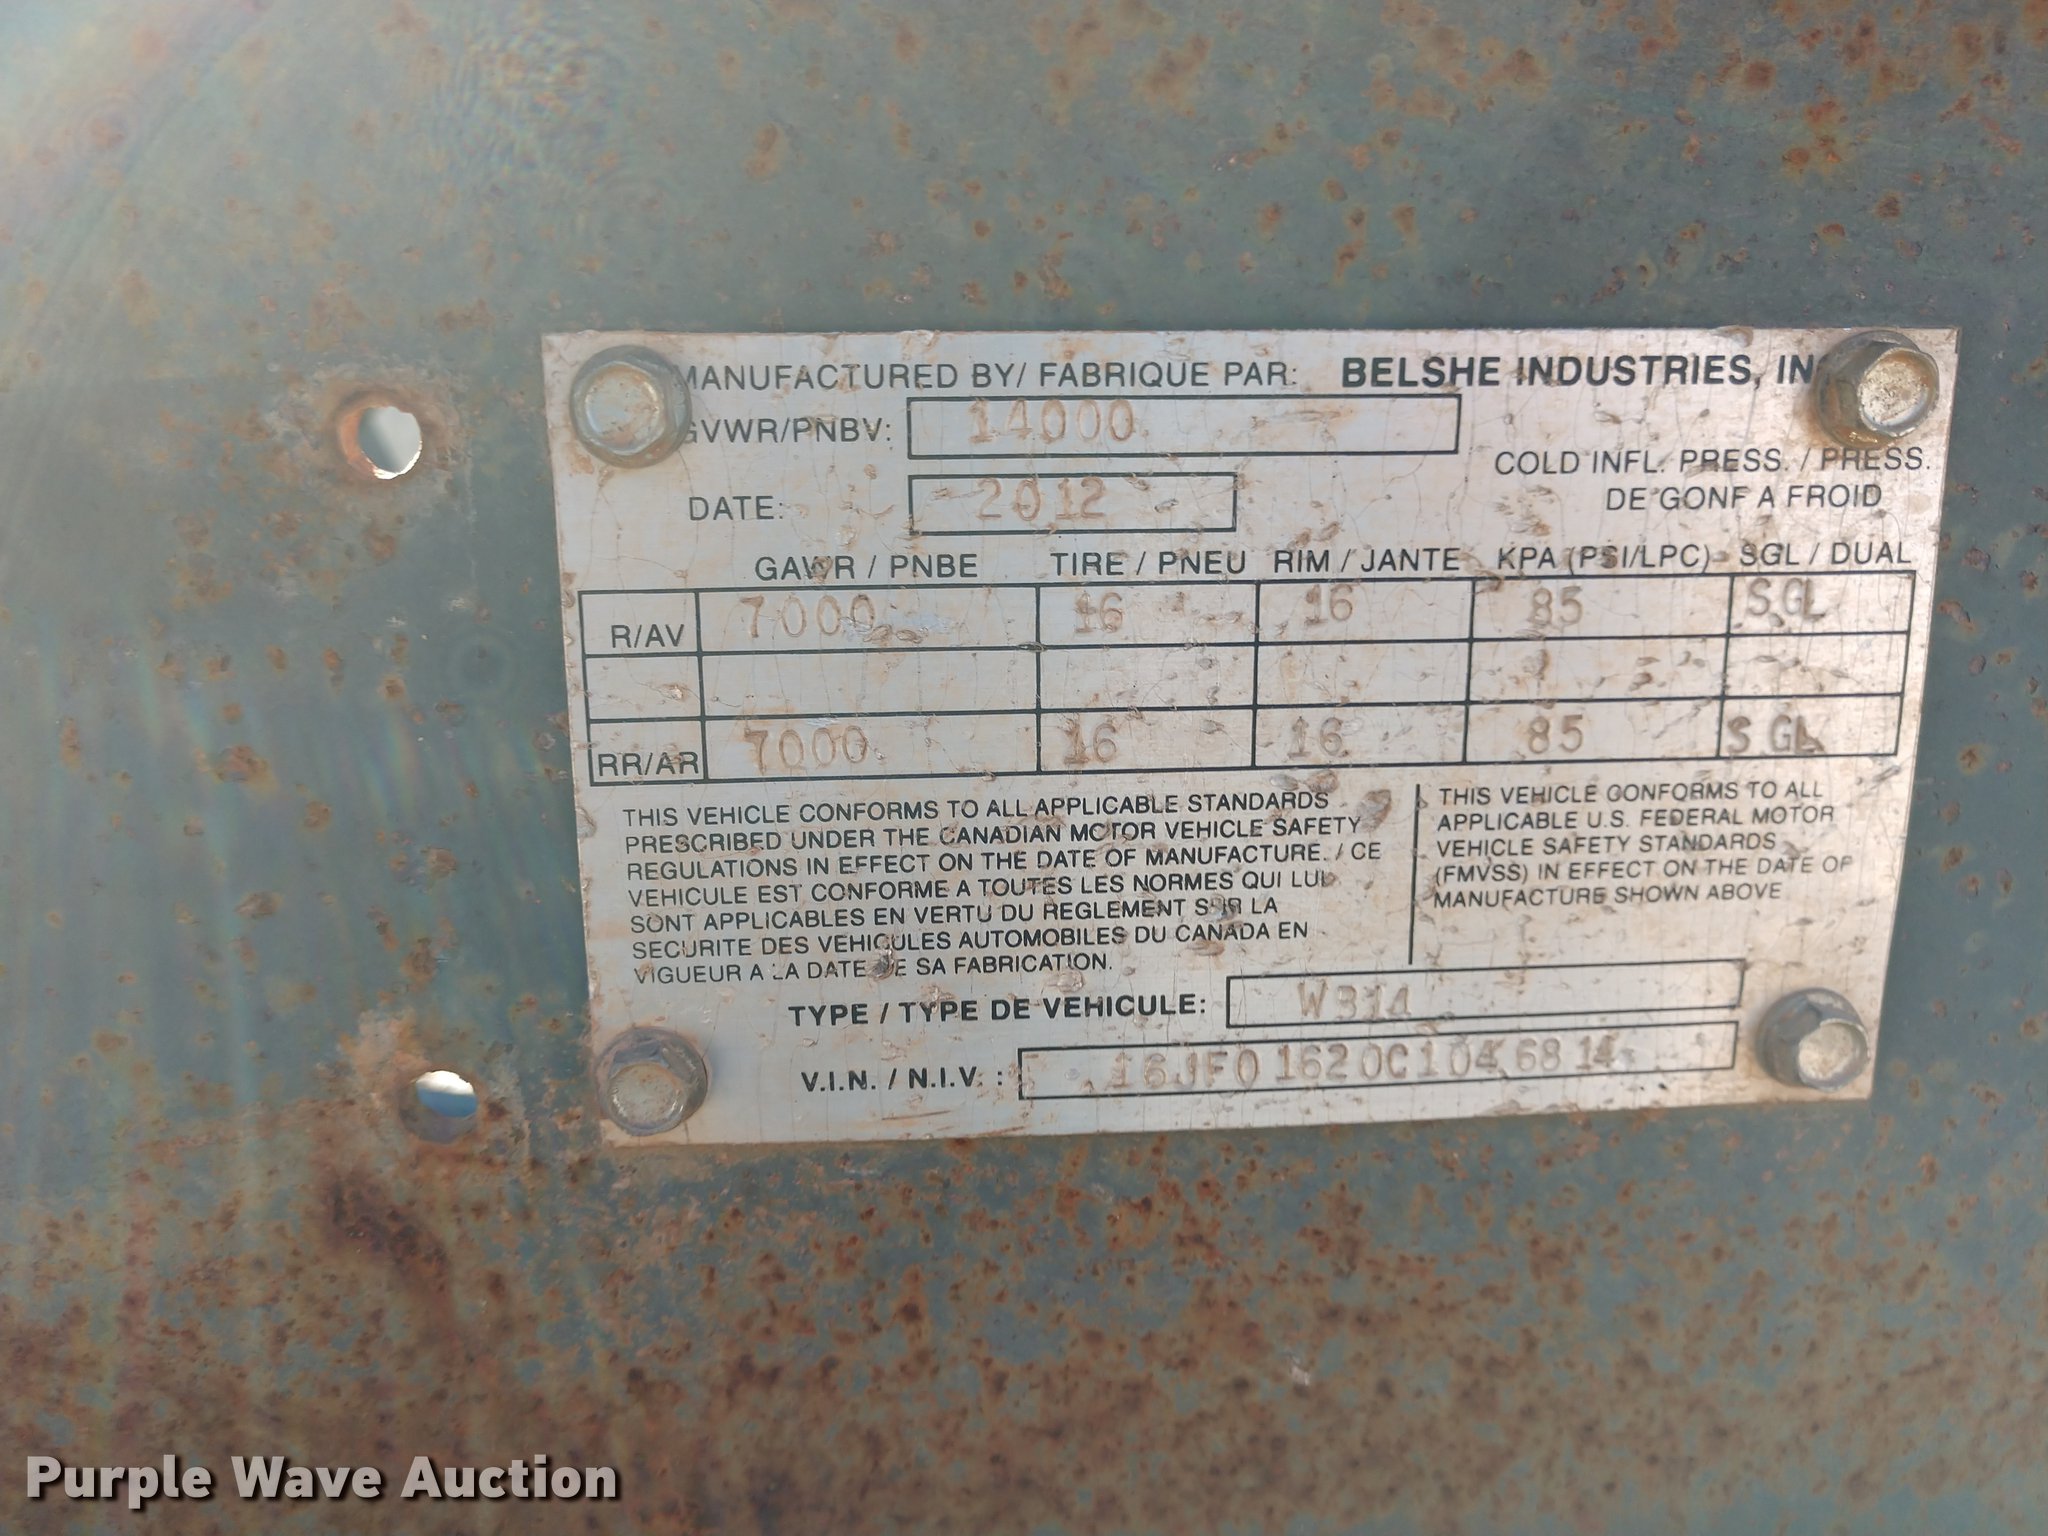 MANUFACTURED BY/ FABRIQUE PAR: BELSHE INDUSTRIES, INC
GVWR/PNBV: 14000
COLD INFL. PRESS. / PRESS.
DE GONF A FROID
DATE: 2012
GAWR / PNBE TIRE / PNEU RIM / JANTE KPA (PSI/LPC) SGL / DUAL
R/AV 7000 16 16 85 SGL
RR/AR 7000 16 16 85 SGL
THIS VEHICLE CONFORMS TO ALL APPLICABLE STANDARDS
PRESCRIBED UNDER THE CANADIAN MOTOR VEHICLE SAFETY
REGULATIONS IN EFFECT ON THE DATE OF MANUFACTURE. / CE
VEHICULE EST CONFORME A TOUTES LES NORMES QUI LUI
SONT APPLICABLES EN VERTU DU REGLEMENT SUR LA
SECURITE DES VEHICULES AUTOMOBILES DU CANADA EN
VIGUEUR A LA DATE DE SA FABRICATION.
THIS VEHICLE CONFORMS TO ALL
APPLICABLE U.S. FEDERAL MOTOR
VEHICLE SAFETY STANDARDS
(FMVSS) IN EFFECT ON THE DATE OF
MANUFACTURE SHOWN ABOVE
TYPE / TYPE DE VEHICULE: W314
V.I.N. / N.I.V. : 16JF01620C1046814
Purple Wave Auction